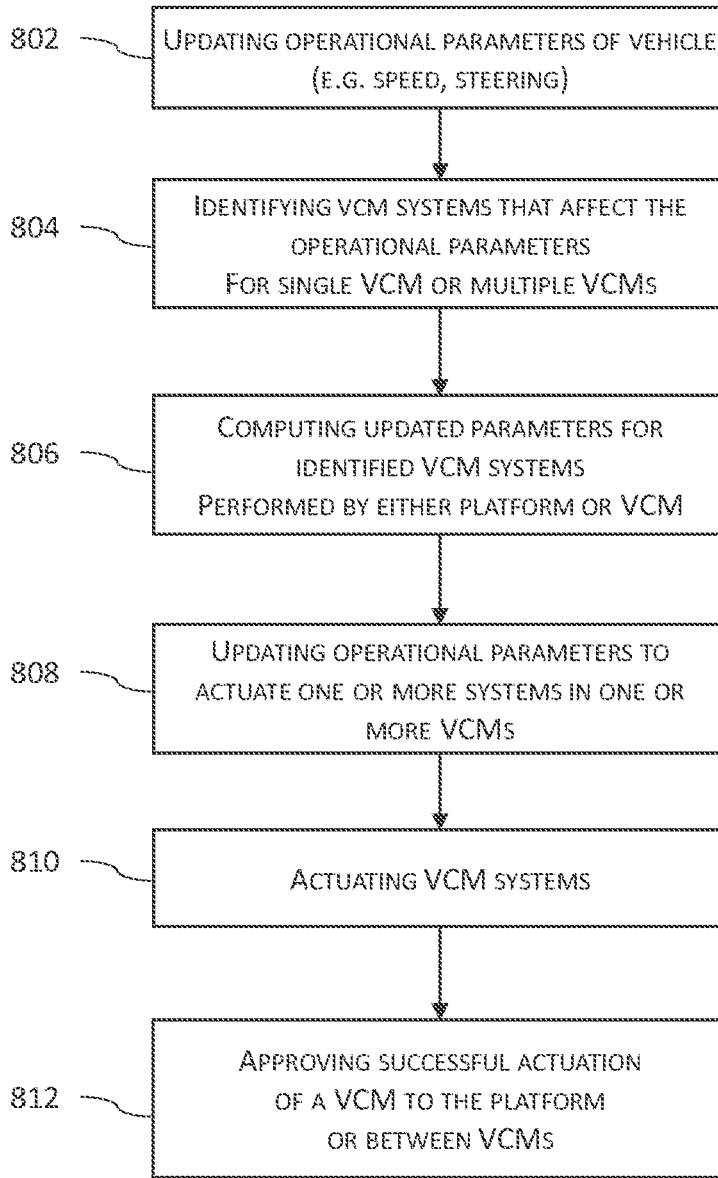 802
UPDATING OPERATIONAL PARAMETERS OF VEHICLE
(E.G. SPEED, STEERING)
804
IDENTIFYING VCM SYSTEMS THAT AFFECT THE
OPERATIONAL PARAMETERS
FOR SINGLE VCM OR MULTIPLE VCMS
806
COMPUTING UPDATED PARAMETERS FOR
IDENTIFIED VCM SYSTEMS
PERFORMED BY EITHER PLATFORM OR VCM
808
UPDATING OPERATIONAL PARAMETERS TO
ACTUATE ONE OR MORE SYSTEMS IN ONE OR
MORE VCMS
810
ACTUATING VCM SYSTEMS
812
APPROVING SUCCESSFUL ACTUATION
OF A VCM TO THE PLATFORM
OR BETWEEN VCMS